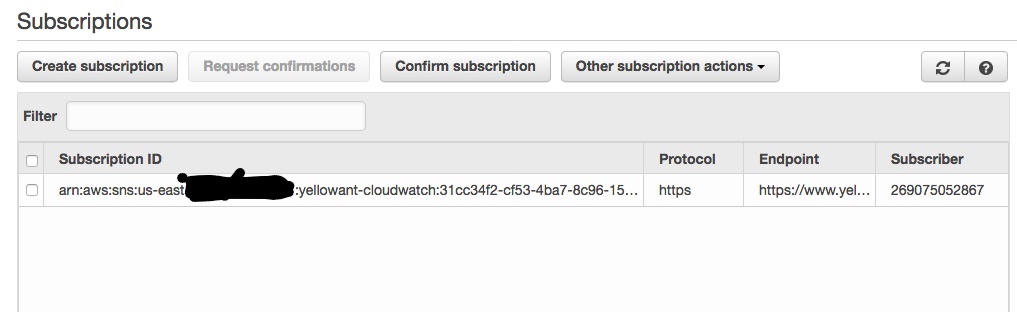 Subscriptions
Create subscription Request confirmations Confirm subscription Other subscription actions
Filter
Subscription ID Protocol Endpoint Subscriber
arn:aws:sns:us-east :yellowant-cloudwatch:31cc34f2-cf53-4ba7-8c96-15... https https://www.yel... 269075052867